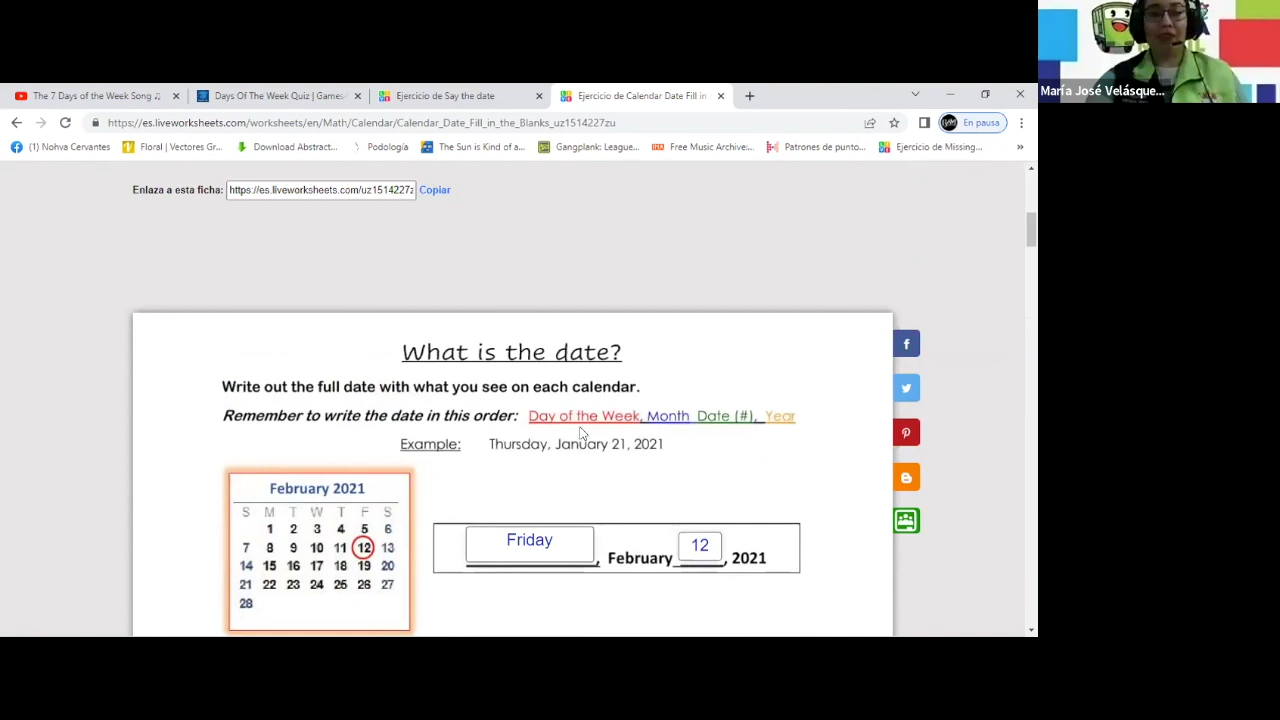 María José Velásque...
The 7 Days of the Week Song ♫
Days Of The Week Quiz | Games
Ejercicio de Say the date
Ejercicio de Calendar Date Fill in
https://es.liveworksheets.com/worksheets/en/Math/Calendar/Calendar_Date_Fill_in_the_Blanks_uz1514227zu
En pausa
(1) Nohva Cervantes
Floral | Vectores Gr...
Download Abstract...
Podología
The Sun is Kind of a...
Gangplank: League...
Free Music Archive:...
Patrones de punto...
Ejercicio de Missing...
»
Enlaza a esta ficha: https://es.liveworksheets.com/uz1514227z Copiar
What is the date?
Write out the full date with what you see on each calendar.
Remember to write the date in this order: Day of the Week, Month Date (#), Year
Example: Thursday, January 21, 2021
February 2021
S M T W T F S
1 2 3 4 5 6
7 8 9 10 11 12 13
14 15 16 17 18 19 20
21 22 23 24 25 26 27
28
Friday, February 12, 2021